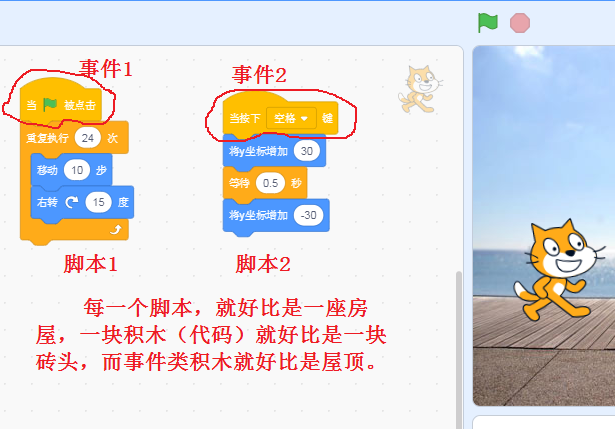 事件1
当 被点击
重复执行 24 次
移动 10 步
右转 15 度
脚本1
事件2
当按下 空格 键
将y坐标增加 30
等待 0.5 秒
将y坐标增加 -30
脚本2
每一个脚本，就好比是一座房
屋，一块积木（代码）就好比是一块
砖头，而事件类积木就好比是屋顶。